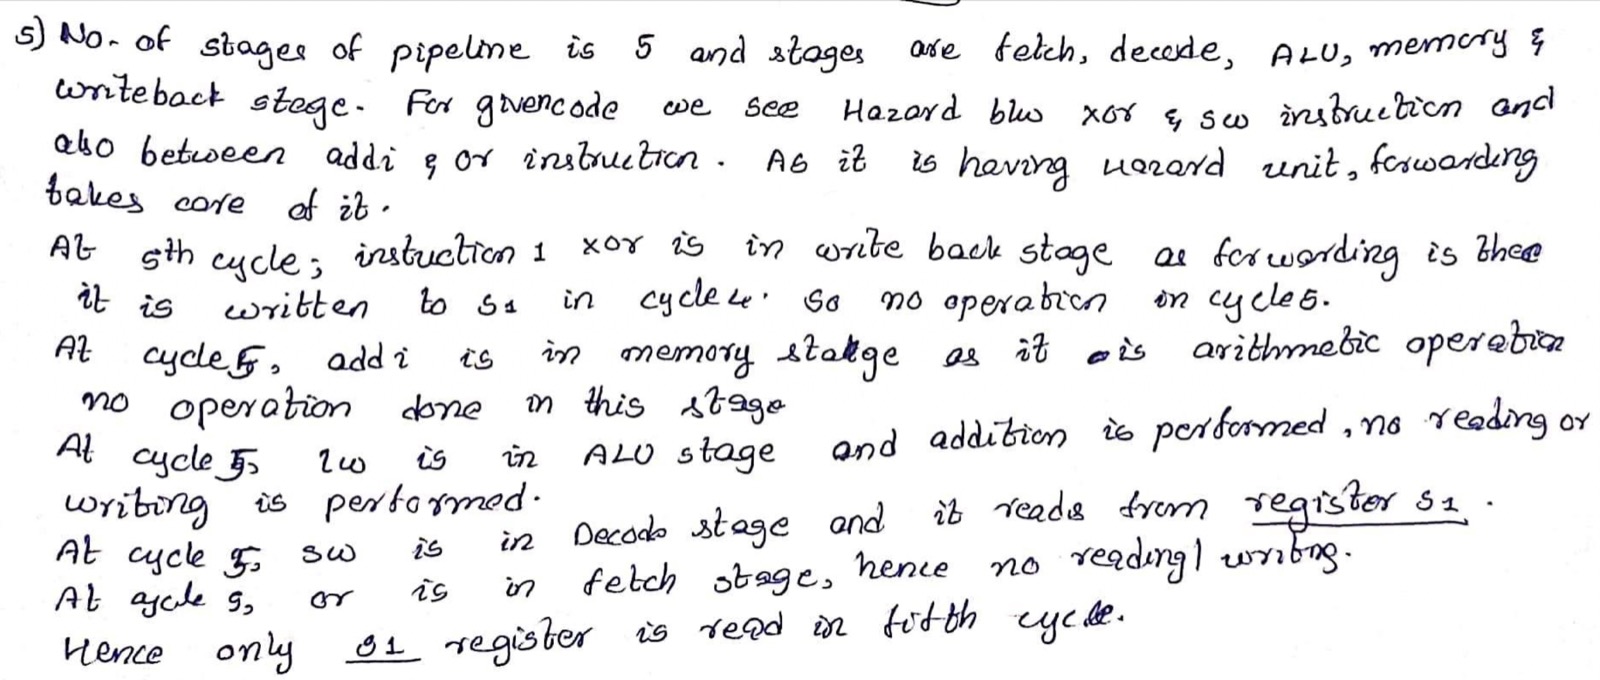 5) No. of stages of pipeline is 5 and stages are fetch, decode, ALU, memory &
writeback stage. For given code we see Hazard b/w xor & sw instruction and
also between addi & or instruction. As it is having Hazard unit, forwarding
takes care of it.
At 5th cycle; instuction 1 xor is in write back stage as forwarding is there
it is written to s1 in cycle 4. So no operation in cycle 5.
At cycle 5, addi is in memory stage as it is arithmetic operation
no operation done in this stage
At cycle 5, lw is in ALU stage and addition is performed, no reading or
writing is performed.
At cycle 5, sw is in Decode stage and it reads from register s1.
At cycle 5, or is in fetch stage, hence no reading/ writing.
Hence only s1 register is read in fifth cycle.